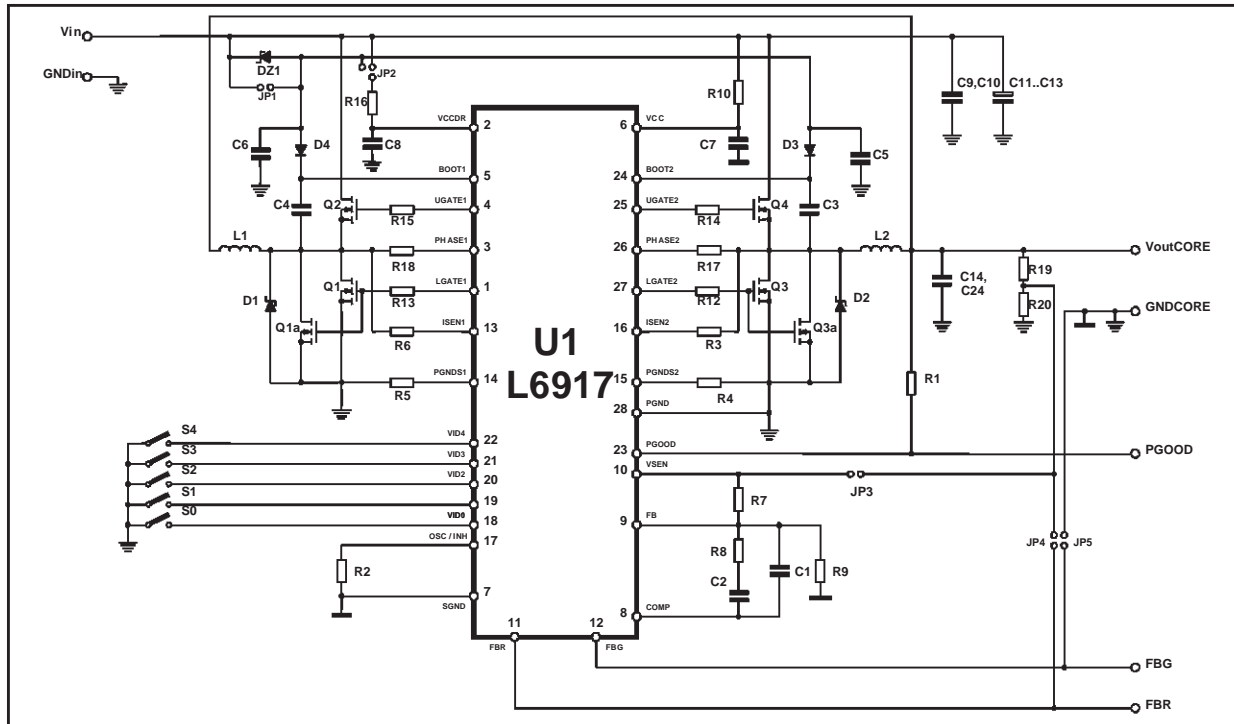 Vin
GNDin
DZ1
JP1
JP2
R16
R10
C9,C10
C11..C13
VCCDR
2
6
VCC
C6
D4
C8
C7
D3
C5
BOOT1
5
24
BOOT2
C4
Q2
UGATE1
R15
4
25
UGATE2
R14
Q4
C3
L1
PHASE1
R18
3
26
PHASE2
R17
L2
VoutCORE
Q1
LGATE1
R13
1
27
LGATE2
R12
Q3
D1
D2
C14,
C24
R19
R20
GNDCORE
Q1a
ISEN1
R6
13
16
ISEN2
R3
Q3a
U1
L6917
PGNDS1
R5
14
15
PGNDS2
R4
R1
28
PGND
S4
VID4
22
23
PGOOD
PGOOD
S3
VID3
21
10
VSEN
JP3
S2
VID2
20
R7
S1
19
S0
VID0
18
9
FB
OSC / INH
17
R8
C1
R9
JP4
JP5
R2
C2
7
SGND
8
COMP
11
12
FBR
FBG
FBG
FBR